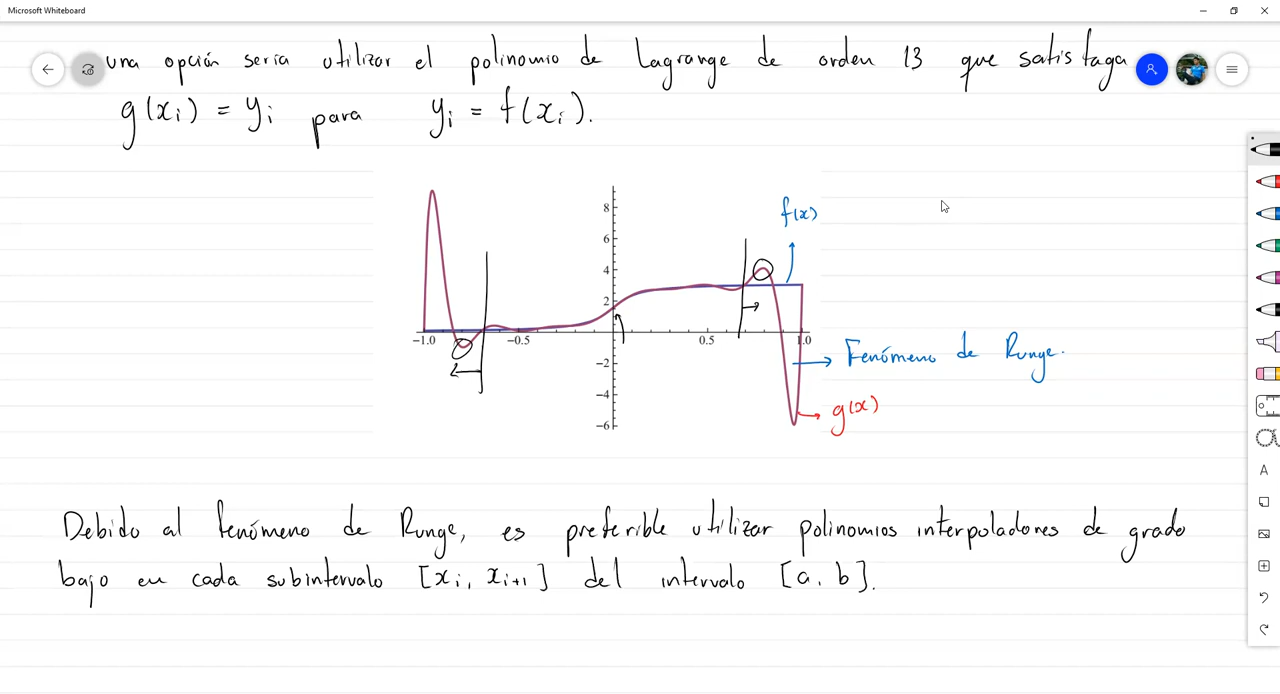 Microsoft Whiteboard
una opción sería utilizar el polinomio de Lagrange de orden 13 que satisfaga
g(xᵢ) = yᵢ para yᵢ = f(xᵢ).
8
6
4
2
-2
-4
-6
-1.0 -0.5 0.5 1.0
f(x)
Fenómeno de Runge.
g(x)
Debido al fenómeno de Runge, es preferible utilizar polinomios interpoladores de grado
bajo en cada subintervalo [xᵢ, xᵢ₊₁] del intervalo [a, b].
A